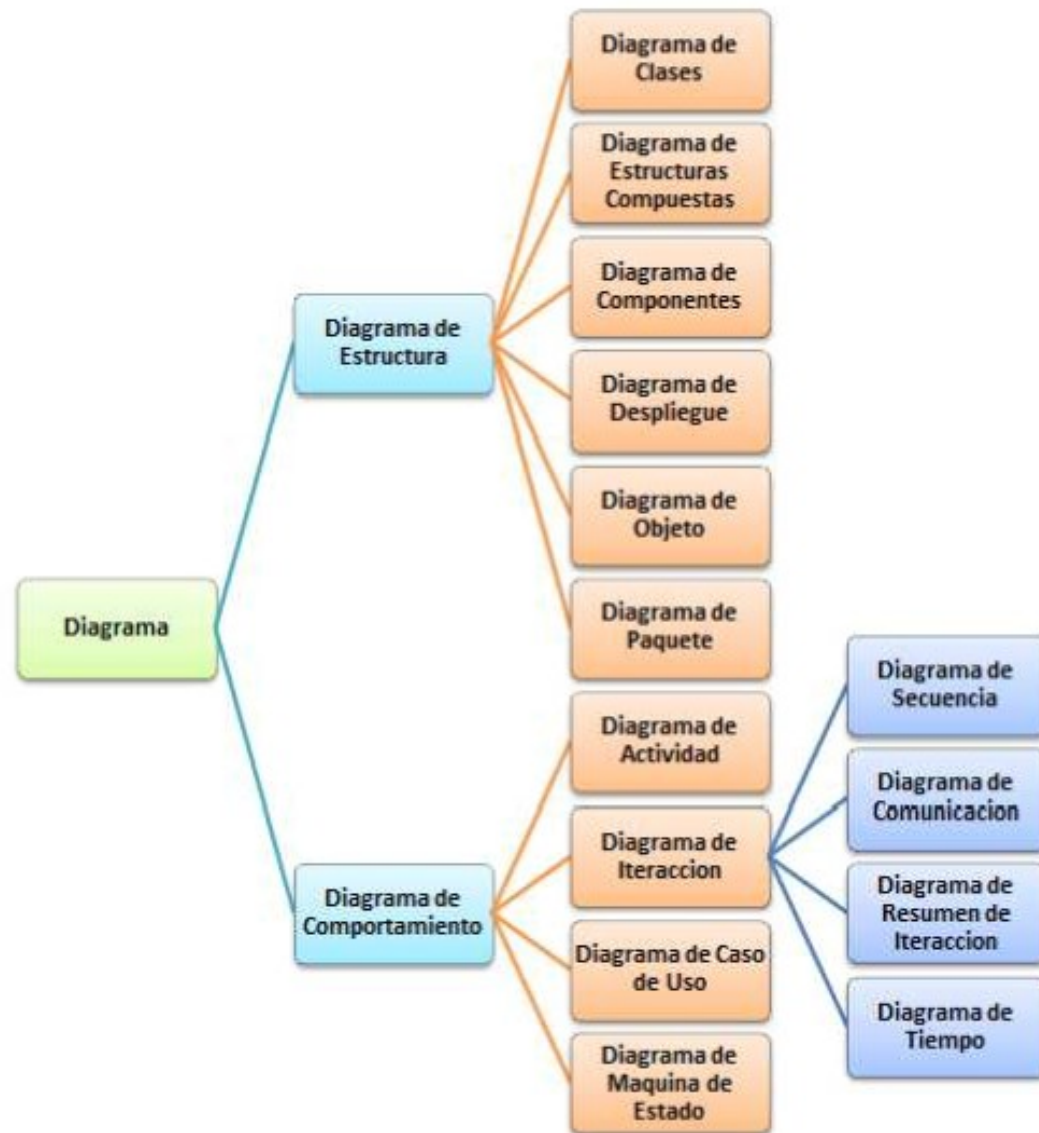 Diagrama
Diagrama de
Estructura
Diagrama de
Clases
Diagrama de
Estructuras
Compuestas
Diagrama de
Componentes
Diagrama de
Despliegue
Diagrama de
Objeto
Diagrama de
Paquete
Diagrama de
Comportamiento
Diagrama de
Actividad
Diagrama de
Iteraccion
Diagrama de
Secuencia
Diagrama de
Comunicacion
Diagrama de
Resumen de
Iteraccion
Diagrama de
Tiempo
Diagrama de Caso
de Uso
Diagrama de
Maquina de
Estado